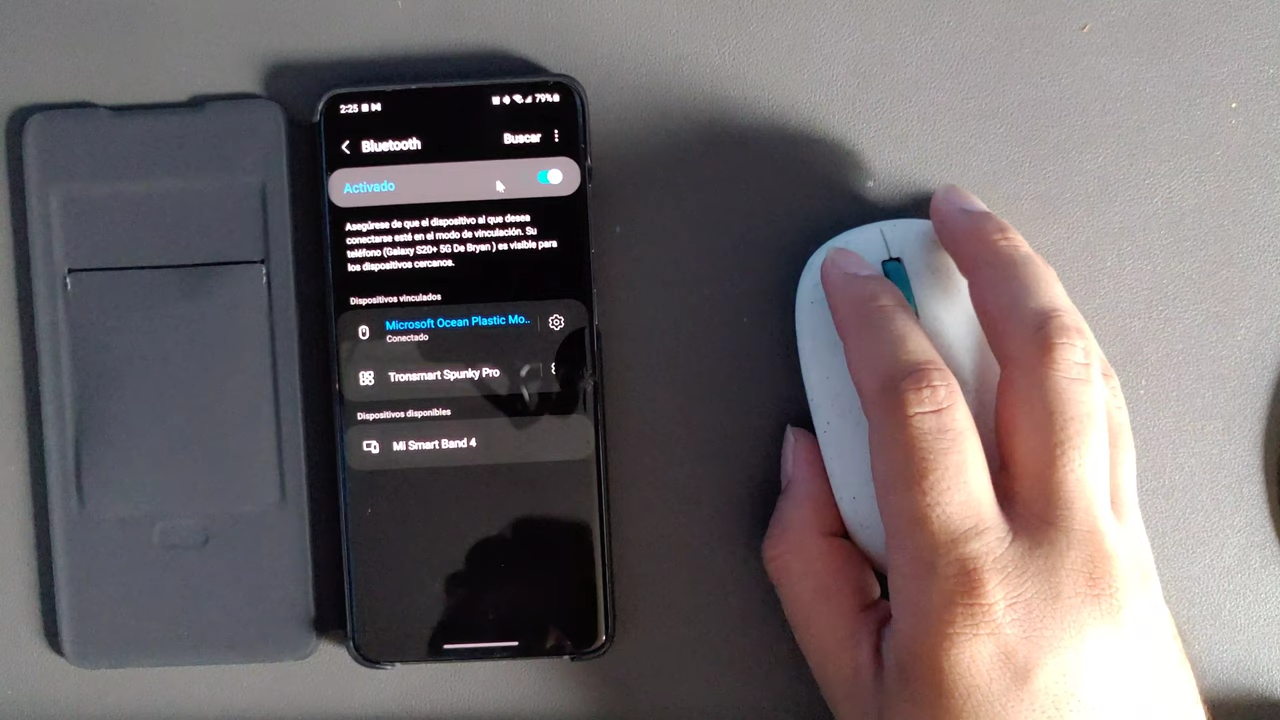 2:25
79%
Bluetooth
Buscar
Activado
Asegúrese de que el dispositivo al que desea
conectarse esté en el modo de vinculación. Su
teléfono (Galaxy S20+ 5G De Bryan ) es visible para
los dispositivos cercanos.
Dispositivos vinculados
Microsoft Ocean Plastic Mo..
Conectado
Tronsmart Spunky Pro
Dispositivos disponibles
Mi Smart Band 4